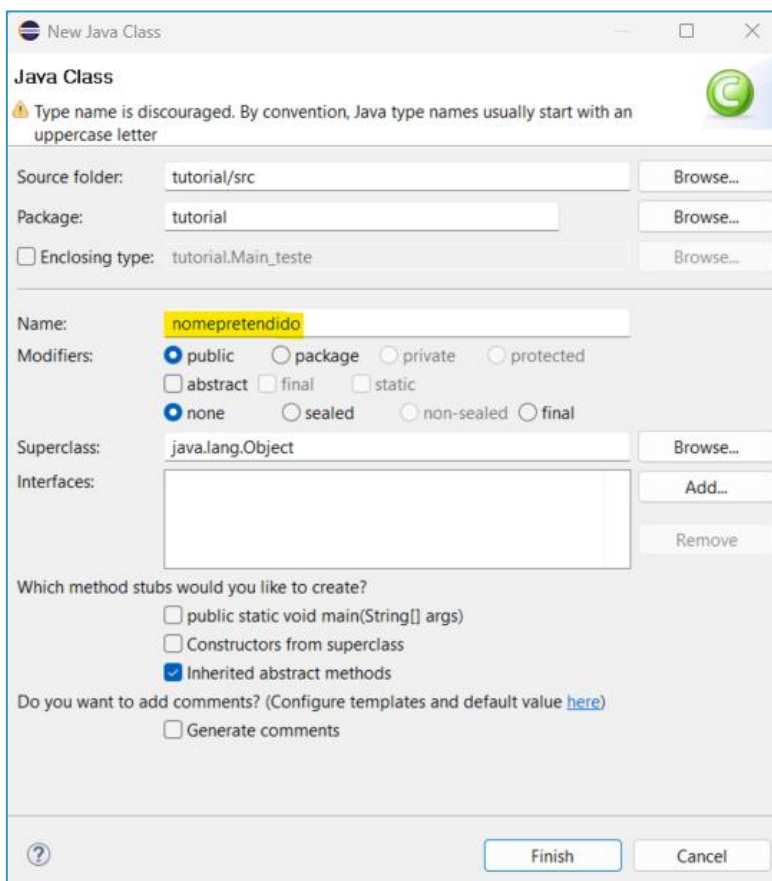 New Java Class
Java Class
Type name is discouraged. By convention, Java type names usually start with an
uppercase letter
Source folder: tutorial/src Browse...
Package: tutorial Browse...
Enclosing type: tutorial.Main_teste Browse...
Name: nomepretendido
Modifiers: public package private protected
abstract final static
none sealed non-sealed final
Superclass: java.lang.Object Browse...
Interfaces: Add...
Remove
Which method stubs would you like to create?
public static void main(String[] args)
Constructors from superclass
Inherited abstract methods
Do you want to add comments? (Configure templates and default value here)
Generate comments
? Finish Cancel